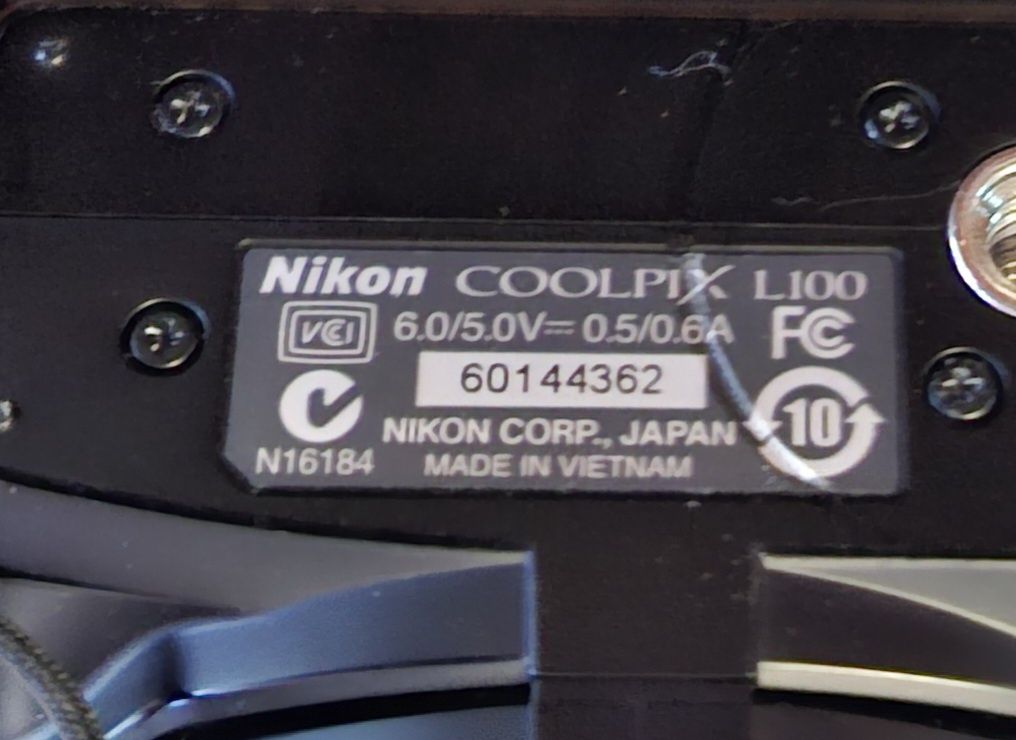 Nikon COOLPIX L100
VCCI 6.0/5.0V⎓ 0.5/0.6A FC
60144362
10
NIKON CORP., JAPAN
N16184 MADE IN VIETNAM